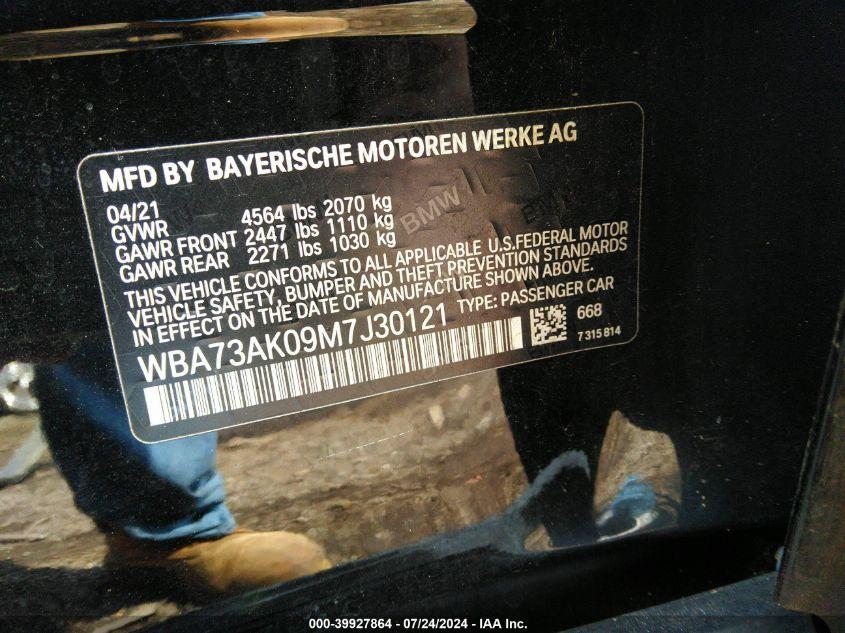 MFD BY BAYERISCHE MOTOREN WERKE AG
04/21
GVWR 4564 lbs 2070 kg
GAWR FRONT 2447 lbs 1110 kg
GAWR REAR 2271 lbs 1030 kg
BMW
THIS VEHICLE CONFORMS TO ALL APPLICABLE U.S.FEDERAL MOTOR
VEHICLE SAFETY, BUMPER AND THEFT PREVENTION STANDARDS
IN EFFECT ON THE DATE OF MANUFACTURE SHOWN ABOVE.
WBA73AK09M7J30121 TYPE: PASSENGER CAR
668
7 315 814
000-39927864 / 07/24/2024 - IAA Inc.